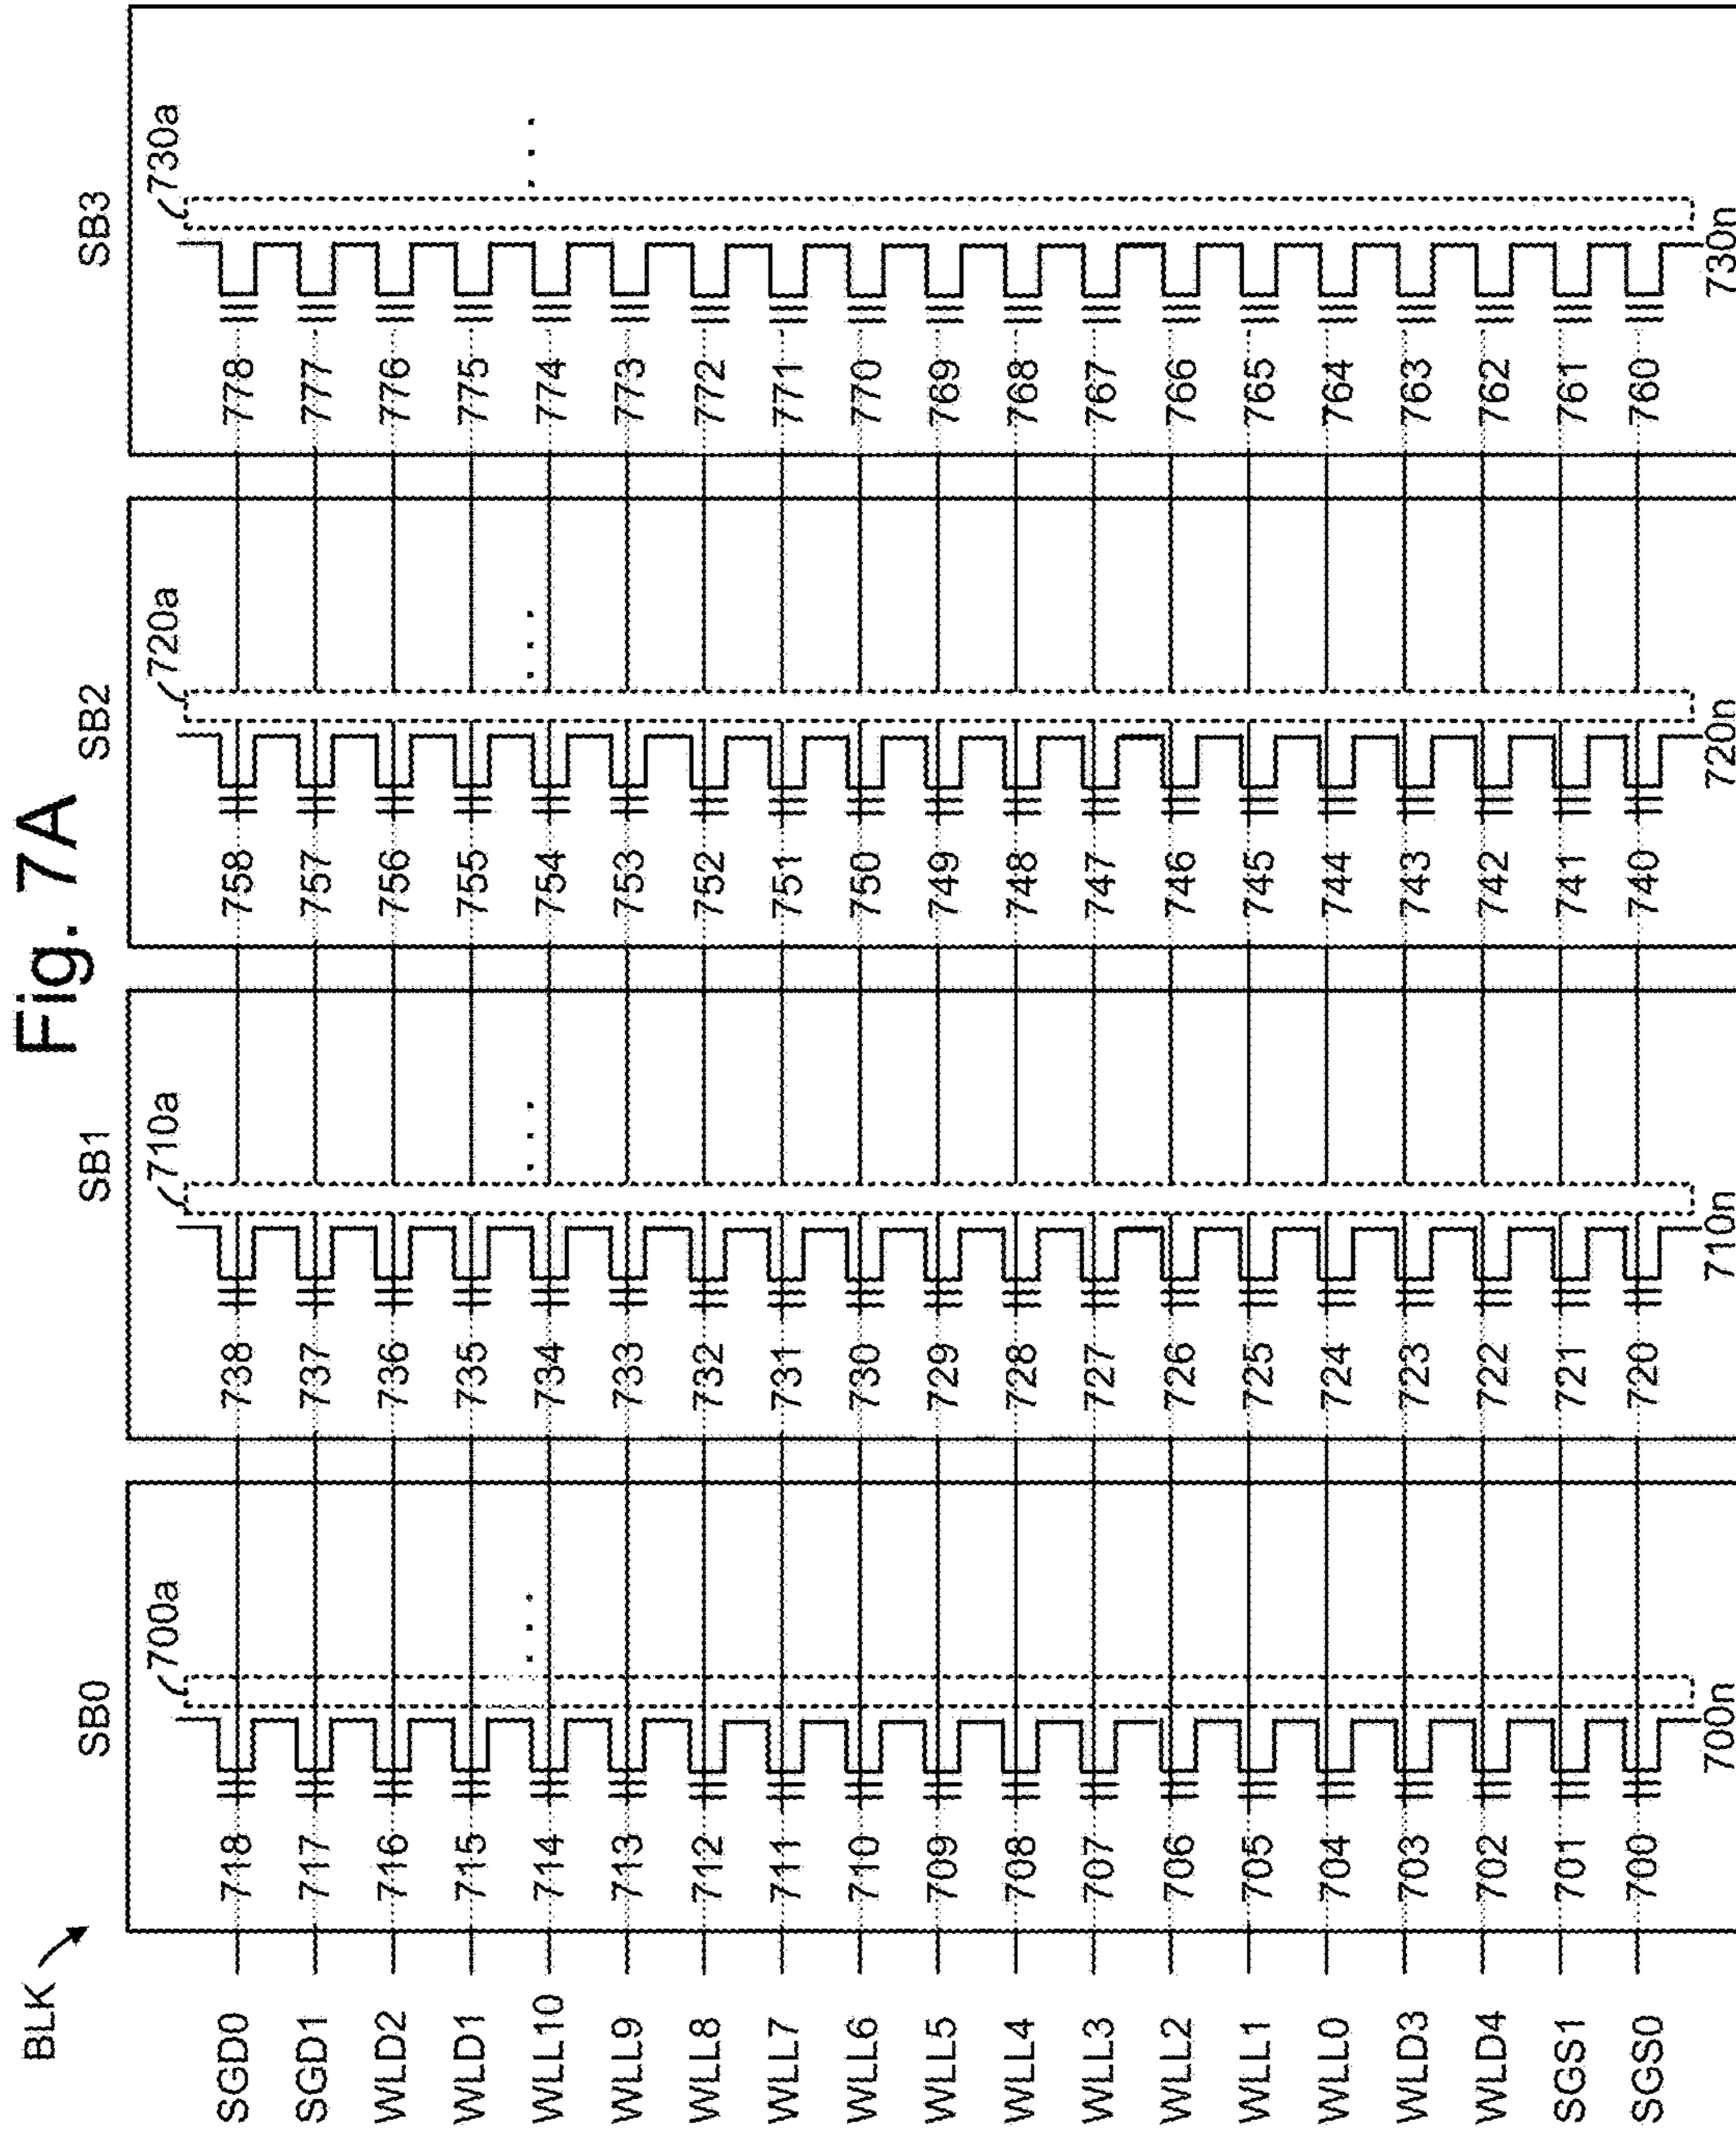 Fig. 7A
BLK
SB0 SB1 SB2 SB3
700a 710a 720a 730a
SGD0 718 738 758 778
SGD1 717 737 757 777
WLD2 716 736 756 776
WLD1 715 735 755 775
WLL10 714 734 754 774
WLL9 713 733 753 773
WLL8 712 732 752 772
WLL7 711 731 751 771
WLL6 710 730 750 770
WLL5 709 729 749 769
WLL4 708 728 748 768
WLL3 707 727 747 767
WLL2 706 726 746 766
WLL1 705 725 745 765
WLL0 704 724 744 764
WLD3 703 723 743 763
WLD4 702 722 742 762
SGS1 701 721 741 761
SGS0 700 720 740 760
700n 710n 720n 730n